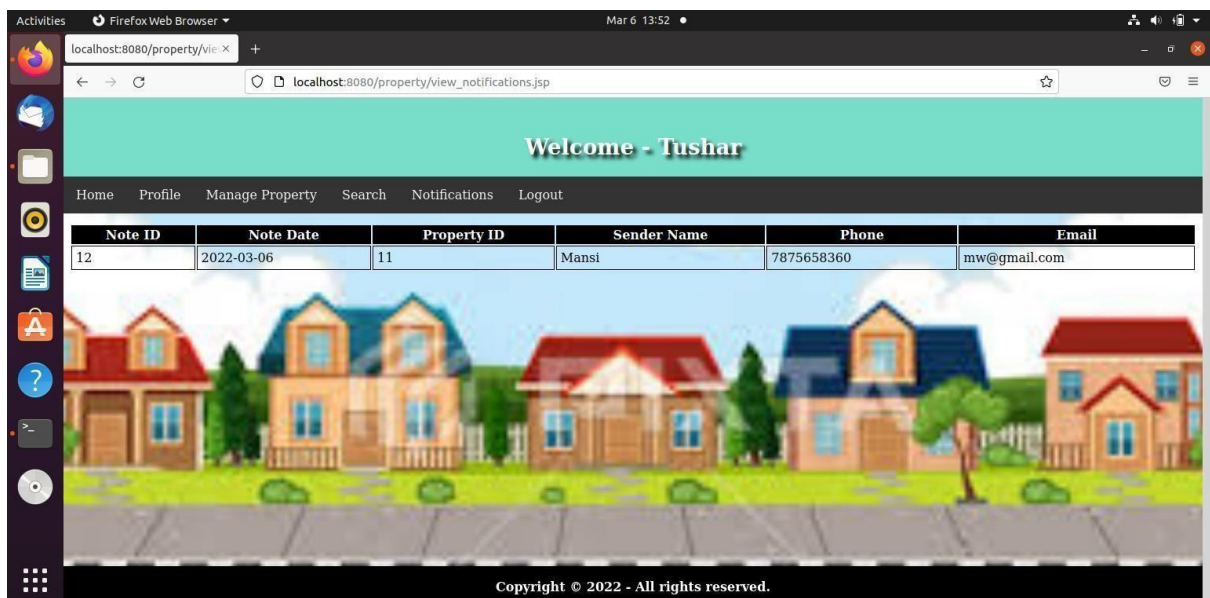 Activities Firefox Web Browser Mar 6 13:52
localhost:8080/property/vie
localhost:8080/property/view_notifications.jsp
Welcome - Tushar
Home Profile Manage Property Search Notifications Logout
Note ID Note Date Property ID Sender Name Phone Email
12 2022-03-06 11 Mansi 7875658360 mw@gmail.com
PIXTA
Copyright © 2022 - All rights reserved.